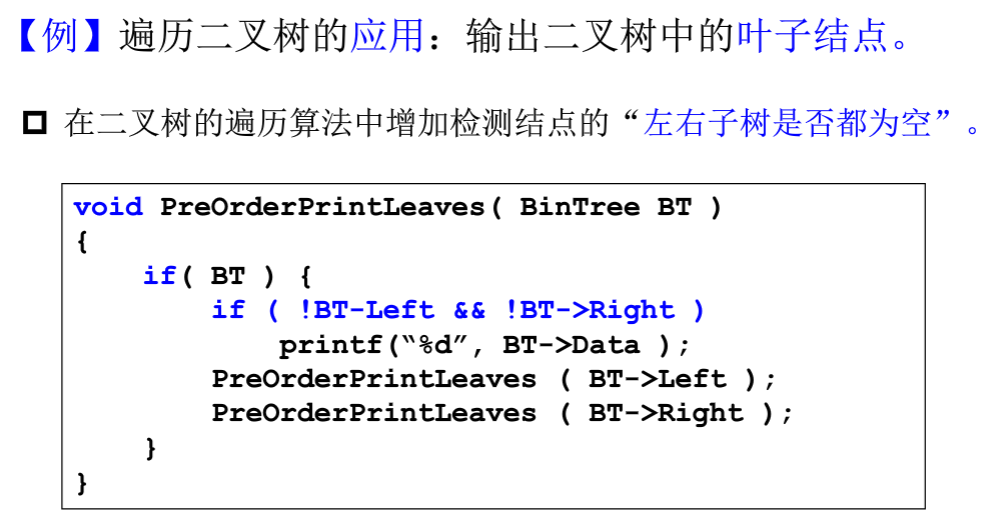 【例】遍历二叉树的应用：输出二叉树中的叶子结点。
在二叉树的遍历算法中增加检测结点的“左右子树是否都为空”。
void PreOrderPrintLeaves( BinTree BT )
{
    if( BT ) {
        if ( !BT-Left && !BT->Right )
            printf(“%d”, BT->Data );
        PreOrderPrintLeaves ( BT->Left );
        PreOrderPrintLeaves ( BT->Right );
    }
}